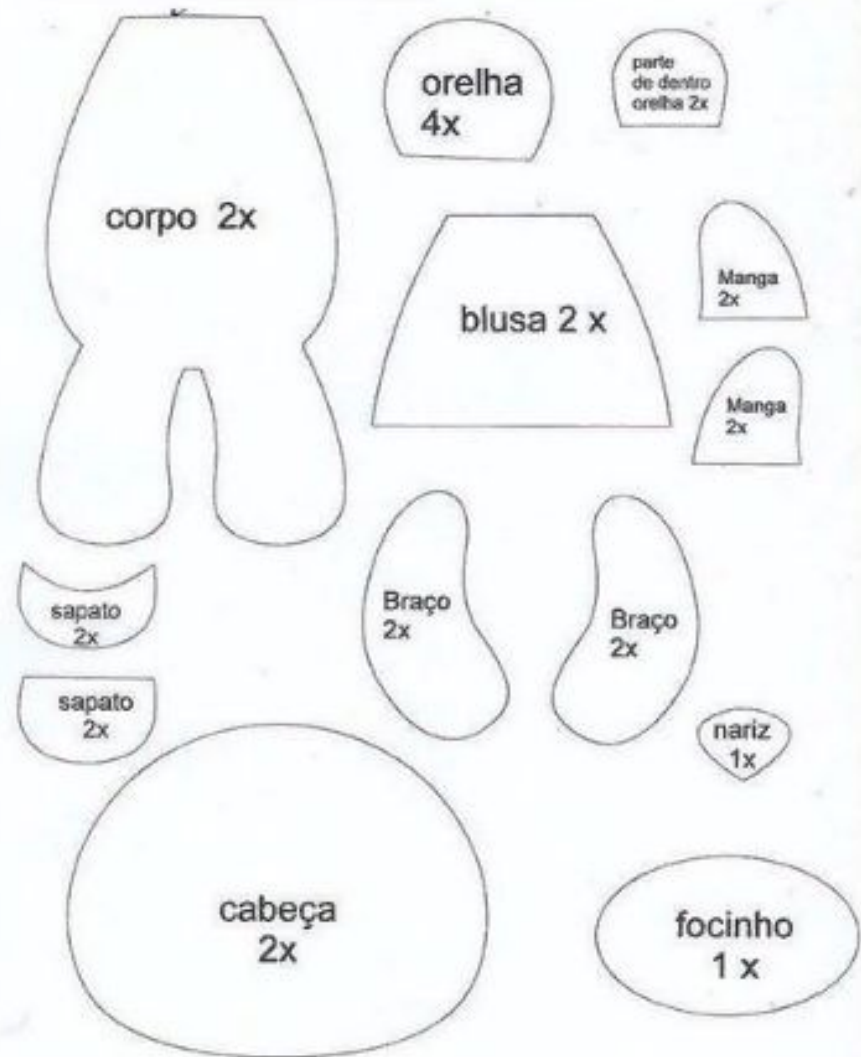 orelha
4x
parte
de dentro
orelha 2x
corpo 2x
blusa 2 x
Manga
2x
Manga
2x
sapato
2x
Braço
2x
Braço
2x
sapato
2x
nariz
1x
cabeça
2x
focinho
1 x